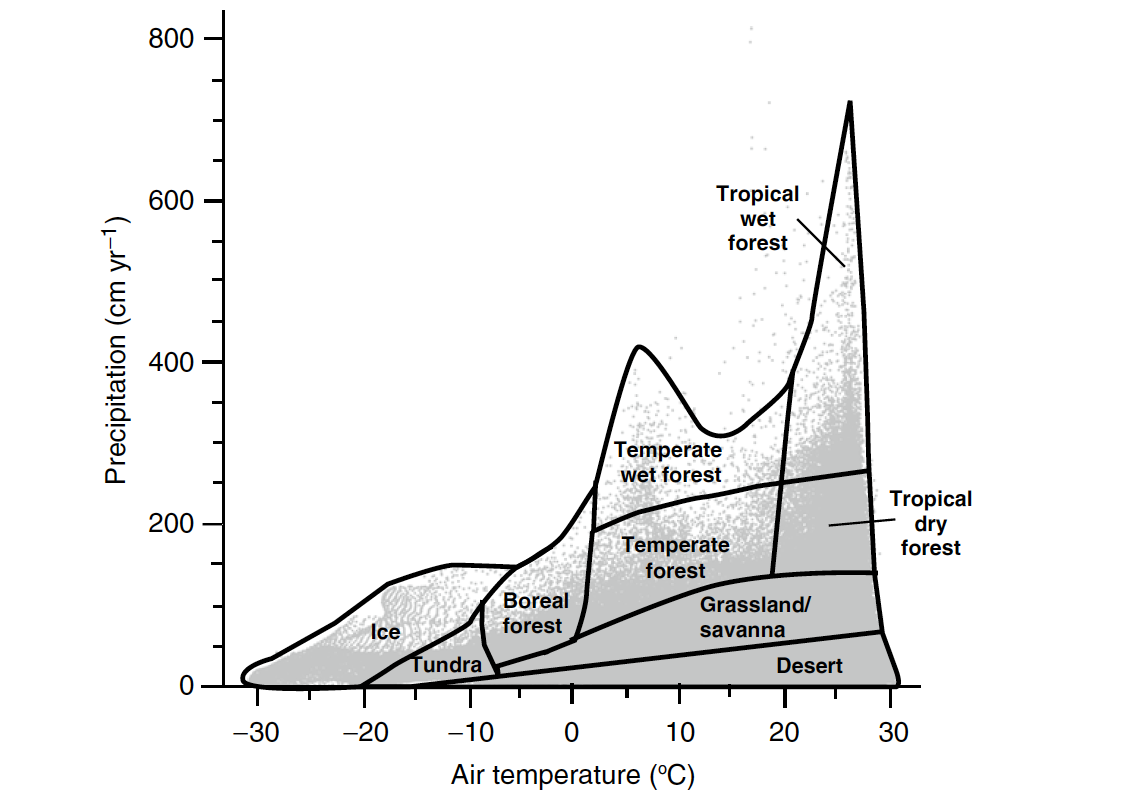 800
600
400
200
0
Precipitation (cm yr−1)
Tropical
wet
forest
Temperate
wet forest
Tropical
dry
forest
Temperate
forest
Boreal
forest
Grassland/
savanna
Ice
Tundra
Desert
−30
−20
−10
0
10
20
30
Air temperature (ºC)